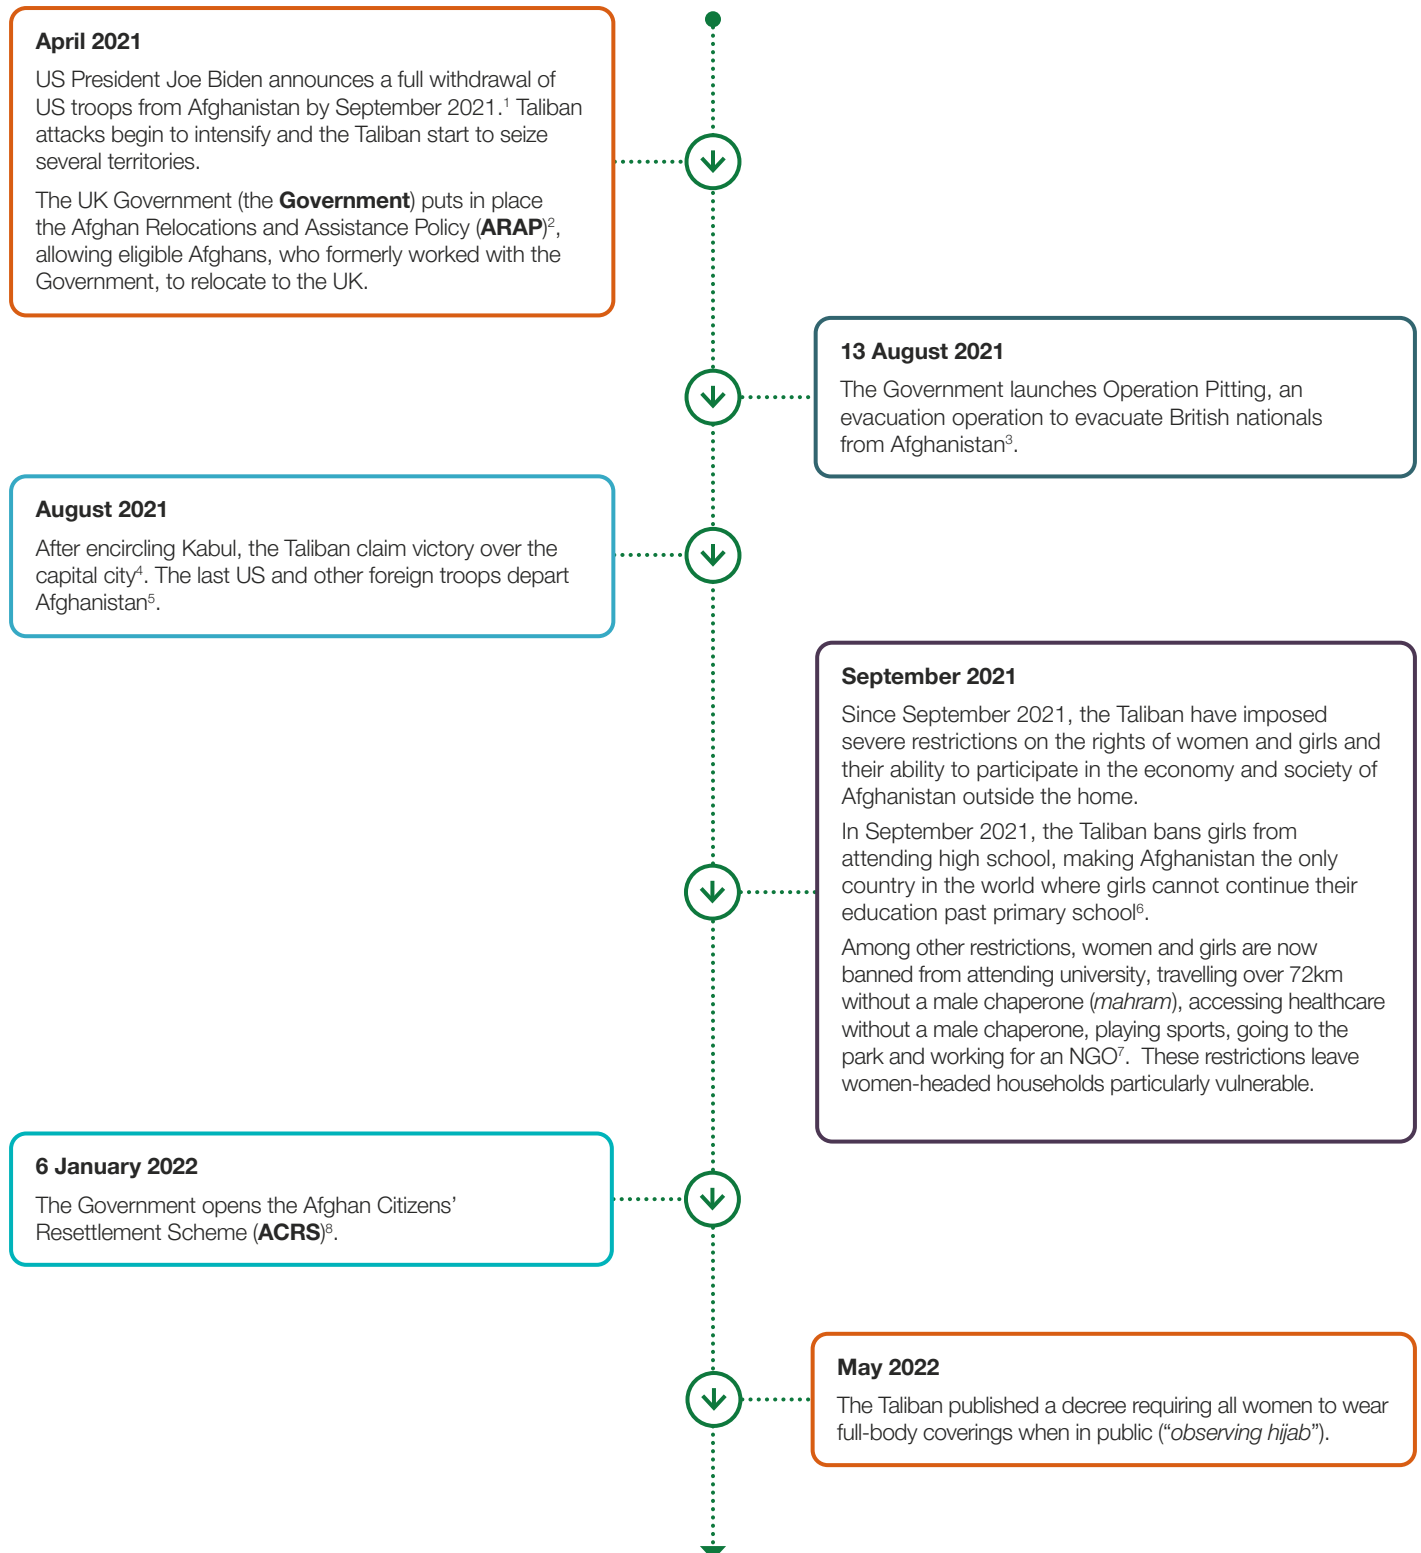 April 2021
US President Joe Biden announces a full withdrawal of
US troops from Afghanistan by September 2021.¹ Taliban
attacks begin to intensify and the Taliban start to seize
several territories.
The UK Government (the Government) puts in place
the Afghan Relocations and Assistance Policy (ARAP)²,
allowing eligible Afghans, who formerly worked with the
Government, to relocate to the UK.
13 August 2021
The Government launches Operation Pitting, an
evacuation operation to evacuate British nationals
from Afghanistan³.
August 2021
After encircling Kabul, the Taliban claim victory over the
capital city⁴. The last US and other foreign troops depart
Afghanistan⁵.
September 2021
Since September 2021, the Taliban have imposed
severe restrictions on the rights of women and girls and
their ability to participate in the economy and society of
Afghanistan outside the home.
In September 2021, the Taliban bans girls from
attending high school, making Afghanistan the only
country in the world where girls cannot continue their
education past primary school⁶.
Among other restrictions, women and girls are now
banned from attending university, travelling over 72km
without a male chaperone (mahram), accessing healthcare
without a male chaperone, playing sports, going to the
park and working for an NGO⁷. These restrictions leave
women-headed households particularly vulnerable.
6 January 2022
The Government opens the Afghan Citizens’
Resettlement Scheme (ACRS)⁸.
May 2022
The Taliban published a decree requiring all women to wear
full-body coverings when in public (“observing hijab”).